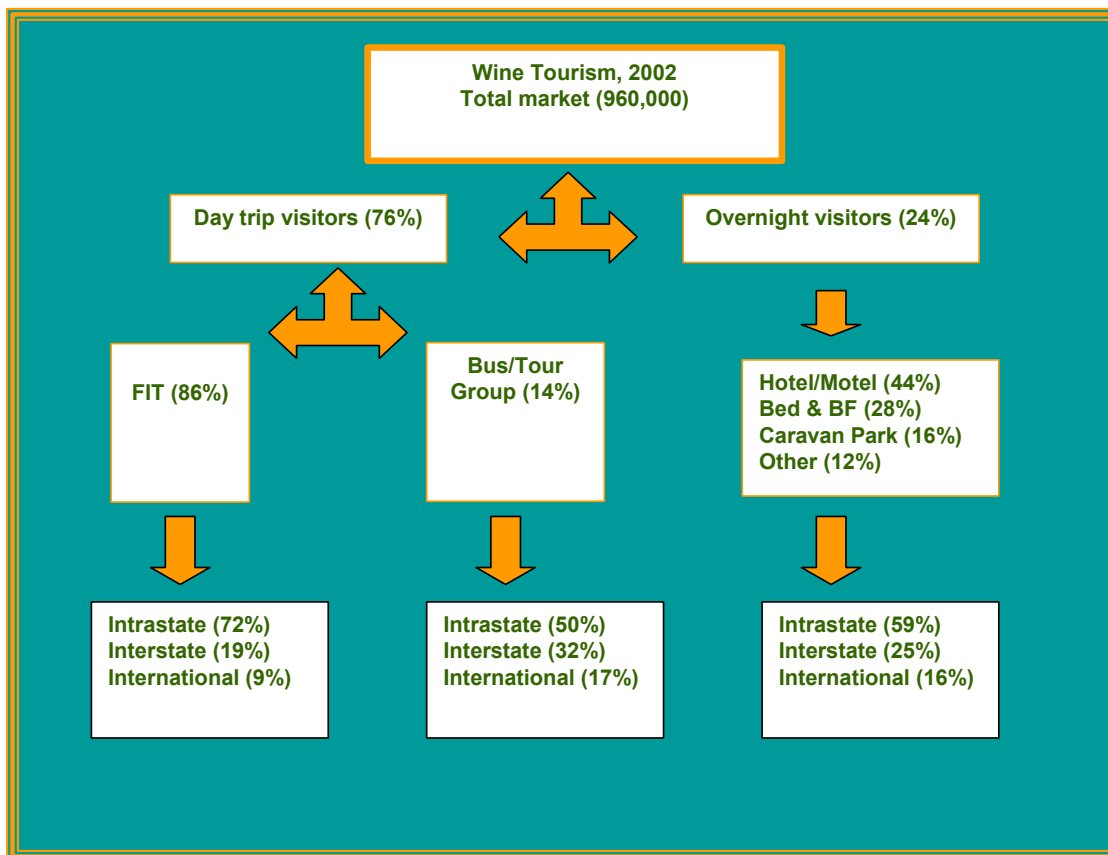 Wine Tourism, 2002
Total market (960,000)
Day trip visitors (76%)
Overnight visitors (24%)
FIT (86%)
Bus/Tour
Group (14%)
Hotel/Motel (44%)
Bed & BF (28%)
Caravan Park (16%)
Other (12%)
Intrastate (72%)
Interstate (19%)
International (9%)
Intrastate (50%)
Interstate (32%)
International (17%)
Intrastate (59%)
Interstate (25%)
International (16%)